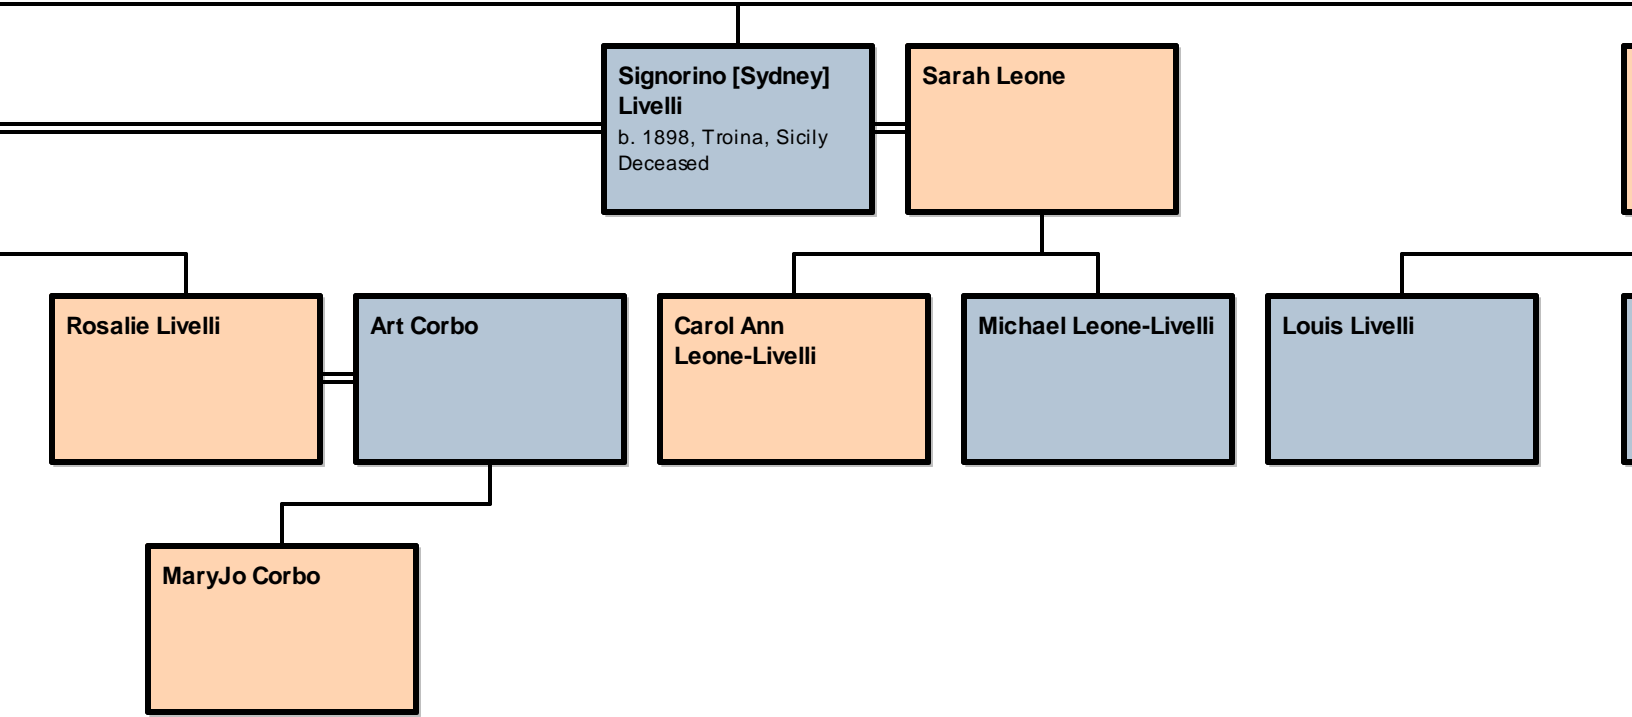 Signorino [Sydney]
Livelli
b. 1898, Troina, Sicily
Deceased
Sarah Leone
Rosalie Livelli
Art Corbo
Carol Ann
Leone-Livelli
Michael Leone-Livelli
Louis Livelli
MaryJo Corbo